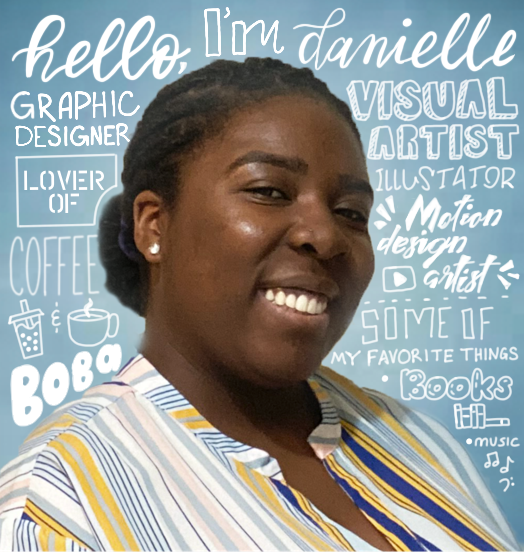 hello, I'm danielle
GRAPHIC
DESIGNER
LOVER
OF
COFFEE
&
BOBA
VISUAL
ARTIST
ILLUSTATOR
Motion
design
artist
SOME OF
MY FAVORITE THINGS
• Books
• MUSIC